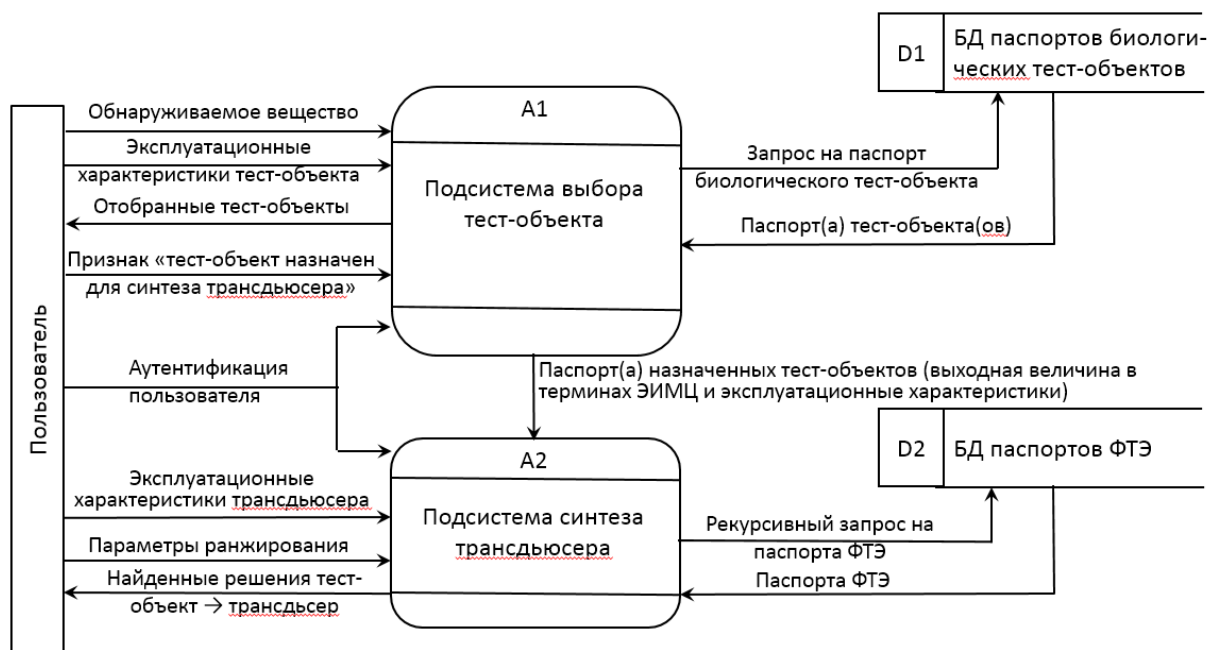 D1
БД паспортов биологи-
ческих тест-объектов
Обнаруживаемое вещество
Эксплуатационные
характеристики тест-объекта
Отобранные тест-объекты
Признак «тест-объект назначен
для синтеза трансдьюсера»
A1
Подсистема выбора
тест-объекта
Запрос на паспорт
биологического тест-объекта
Паспорт(а) тест-объекта(ов)
Пользователь
Аутентификация
пользователя
Паспорт(а) назначенных тест-объектов (выходная величина в
терминах ЭИМЦ и эксплуатационные характеристики)
D2
БД паспортов ФТЭ
A2
Подсистема синтеза
трансдьюсера
Эксплуатационные
характеристики трансдьюсера
Параметры ранжирования
Найденные решения тест-
объект → трансдьсер
Рекурсивный запрос на
паспорта ФТЭ
Паспорта ФТЭ